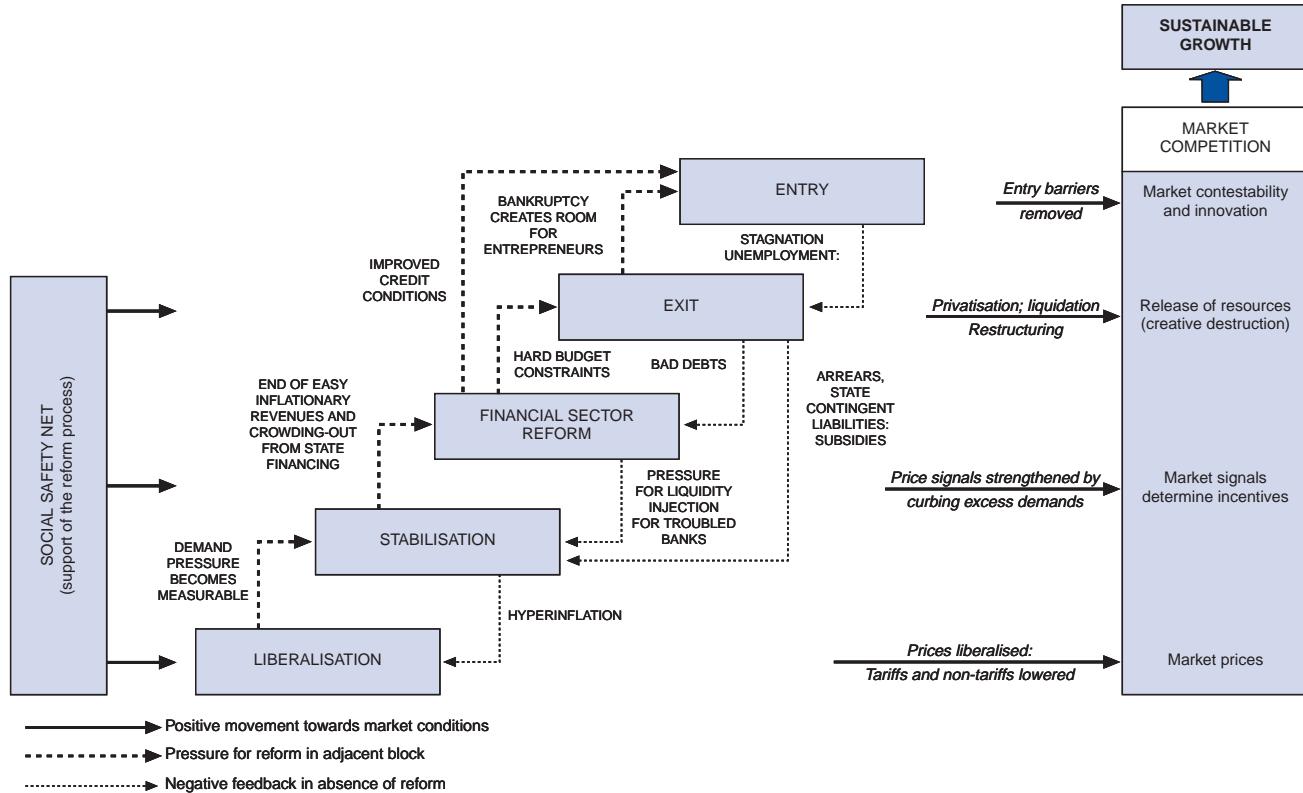 SUSTAINABLE
GROWTH
MARKET
COMPETITION
ENTRY
Entry barriers
removed
Market contestability
and innovation
BANKRUPTCY
CREATES ROOM
FOR
ENTREPRENEURS
STAGNATION
UNEMPLOYMENT:
IMPROVED
CREDIT
CONDITIONS
EXIT
Privatisation; liquidation
Restructuring
Release of resources
(creative destruction)
HARD BUDGET
CONSTRAINTS
BAD DEBTS
ARREARS,
STATE
CONTINGENT
LIABILITIES:
SUBSIDIES
END OF EASY
INFLATIONARY
REVENUES AND
CROWDING-OUT
FROM STATE
FINANCING
FINANCIAL SECTOR
REFORM
SOCIAL SAFETY NET
(support of the reform process)
PRESSURE
FOR LIQUIDITY
INJECTION
FOR TROUBLED
BANKS
Price signals strengthened by
curbing excess demands
Market signals
determine incentives
STABILISATION
DEMAND
PRESSURE
BECOMES
MEASURABLE
HYPERINFLATION
LIBERALISATION
Prices liberalised:
Tariffs and non-tariffs lowered
Market prices
Positive movement towards market conditions
Pressure for reform in adjacent block
Negative feedback in absence of reform